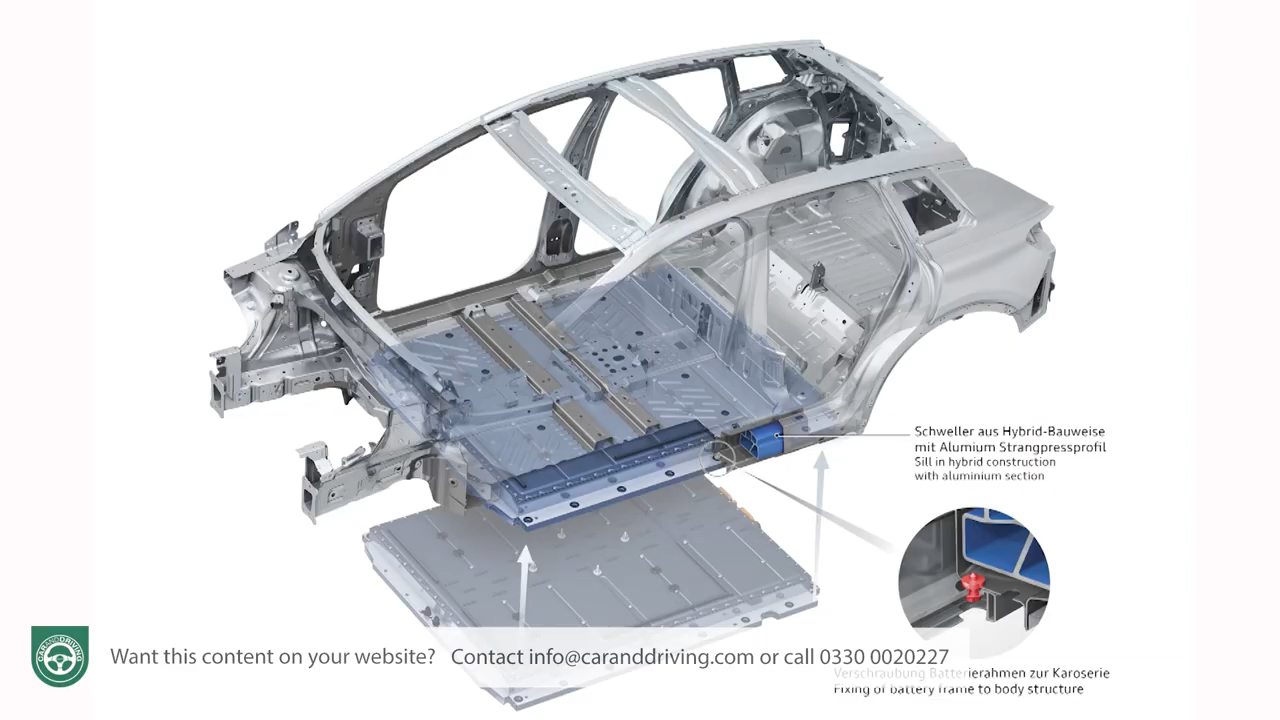 Schweller aus Hybrid-Bauweise
mit Alumium Strangpressprofil
Sill in hybrid construction
with aluminium section
CARANDDRIVING
Want this content on your website? Contact info@caranddriving.com or call 0330 0020227
Verschraubung Batterierahmen zur Karoserie
Fixing of battery frame to body structure